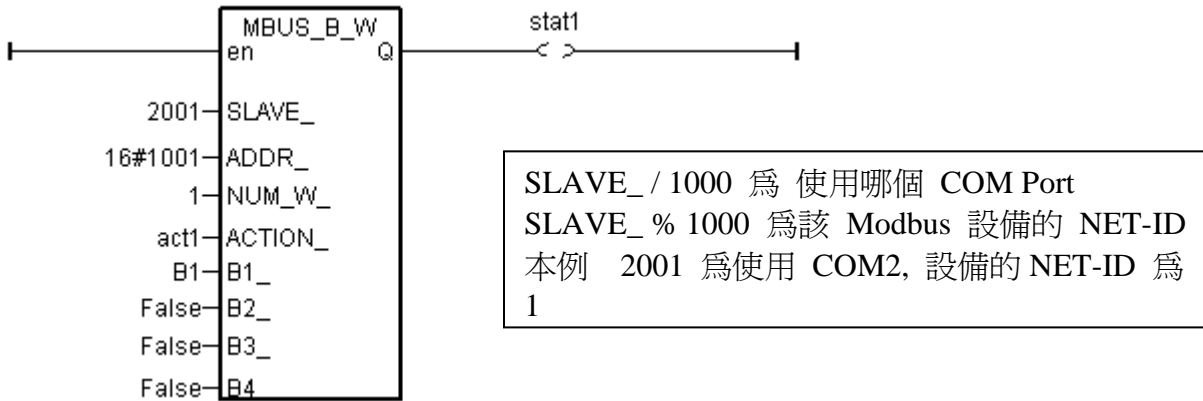 MBUS_B_W
stat1
en Q
2001 SLAVE_
16#1001 ADDR_
1 NUM_W_
act1 ACTION_
B1 B1_
False B2_
False B3_
False B4
SLAVE_ / 1000 爲 使用哪個 COM Port
SLAVE_ % 1000 爲該 Modbus 設備的 NET-ID
本例 2001 爲使用 COM2, 設備的 NET-ID 爲
1